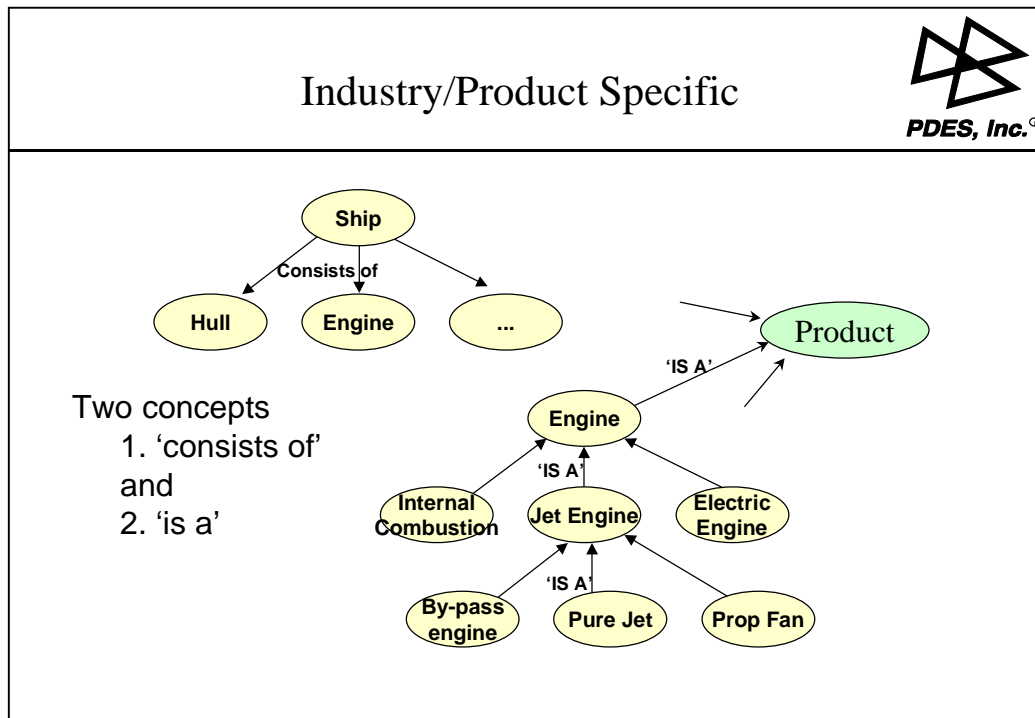 Industry/Product Specific
PDES, Inc.
Ship
Consists of
Hull
Engine
...
Product
‘IS A’
Two concepts
1. ‘consists of’
and
2. ‘is a’
Engine
‘IS A’
Internal
Combustion
Jet Engine
Electric
Engine
‘IS A’
By-pass
engine
Pure Jet
Prop Fan